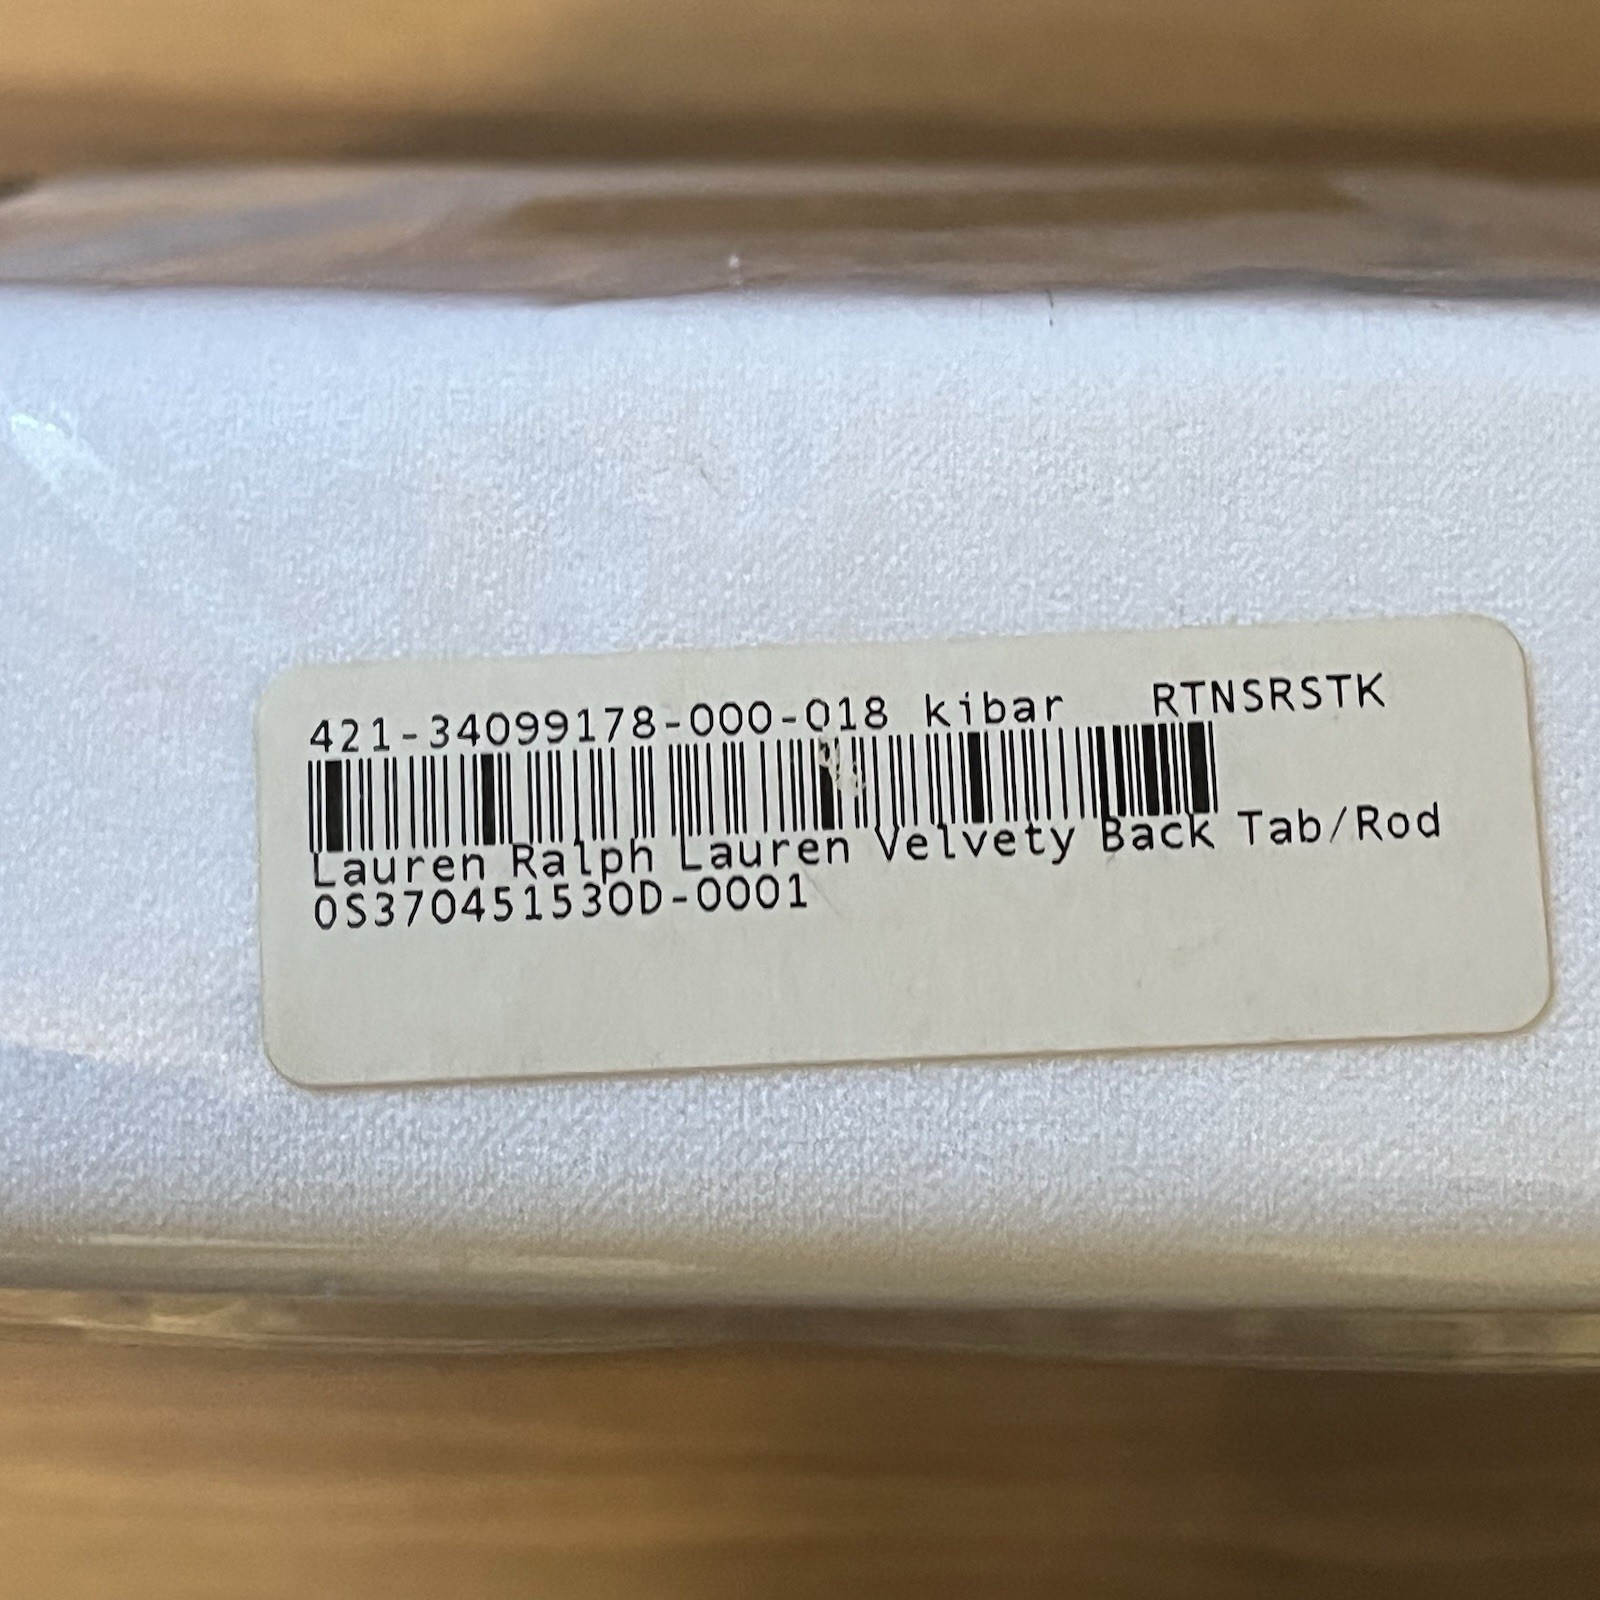 421-34099178-000-018 kibar RTNSRSTK
Lauren Ralph Lauren Velvety Back Tab/Rod
0S370451530D-0001